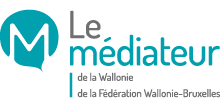 M
Le
médiateur
de la Wallonie
de la Fédération Wallonie-Bruxelles